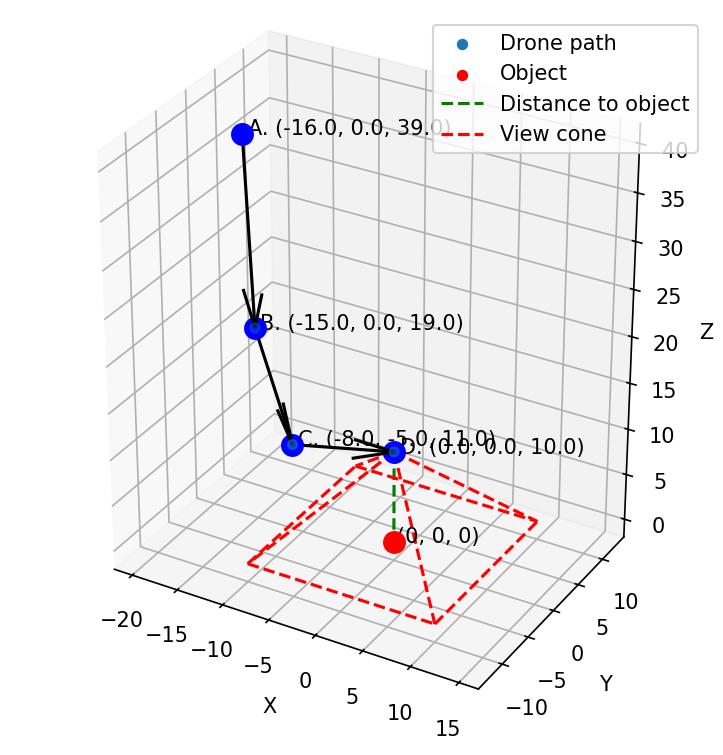 Drone path
Object
Distance to object
View cone
A. (-16.0, 0.0, 39.0)
B. (-15.0, 0.0, 19.0)
C. (-8.0, -5.0, 11.0)
D. (0.0, 0.0, 10.0)
(0, 0, 0)
40
35
30
25
20
15
10
5
0
Z
−20
−15
−10
−5
0
5
10
15
X
10
5
0
−5
−10
Y